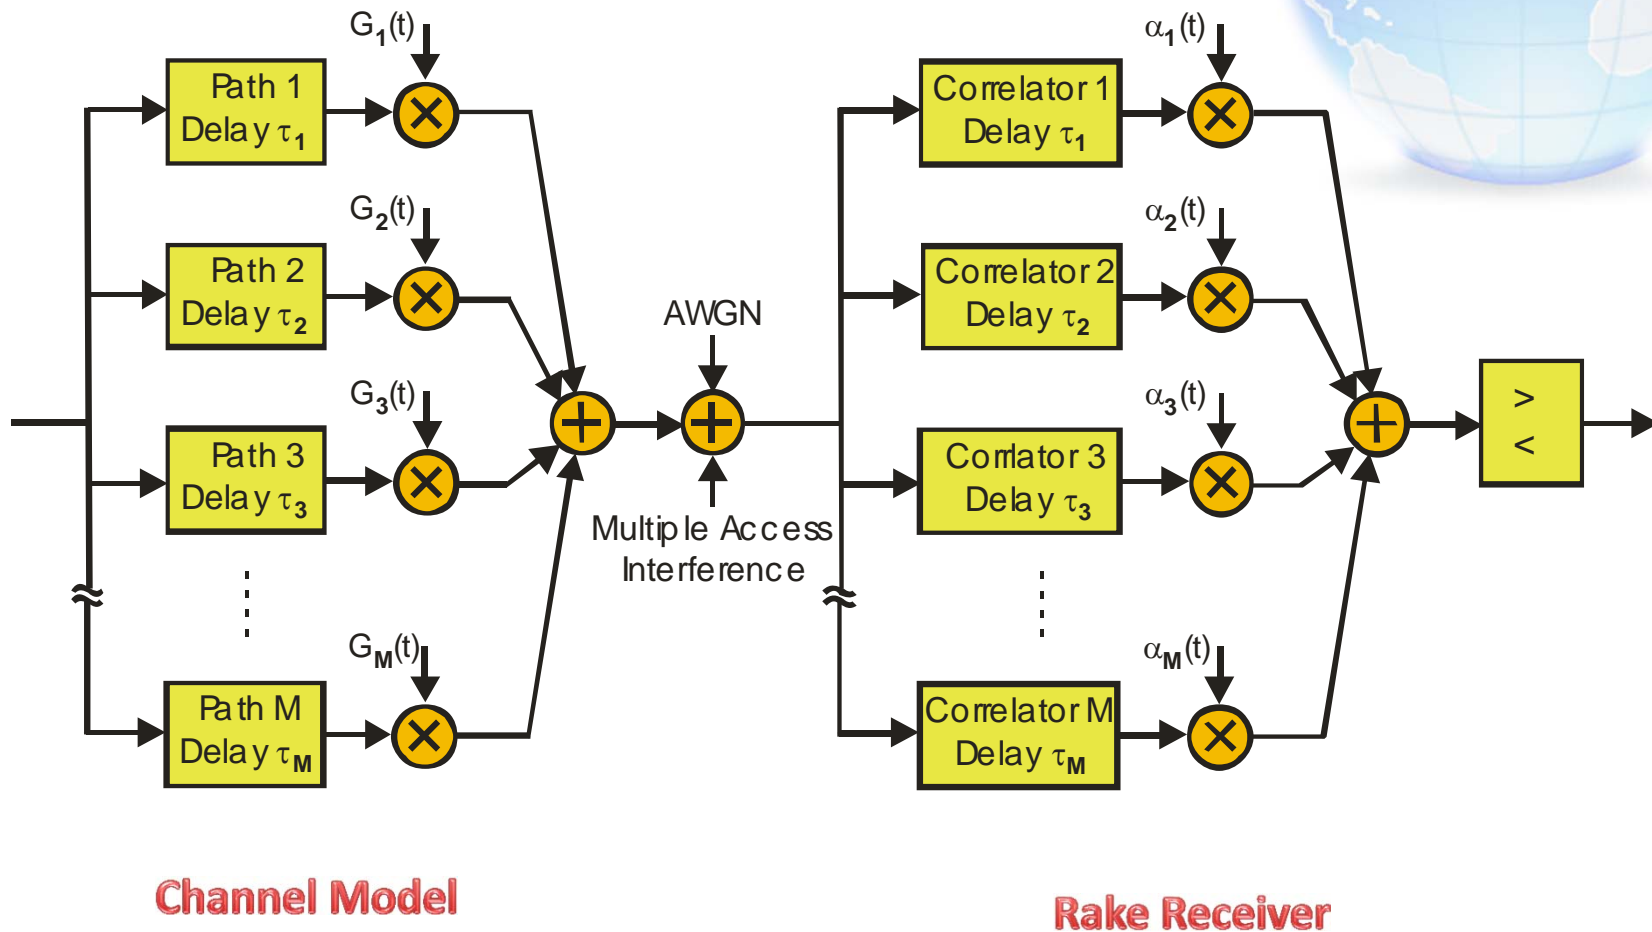 G1(t)
Path 1
Delay τ1
G2(t)
Path 2
Delay τ2
G3(t)
Path 3
Delay τ3
GM(t)
Path M
Delay τM
AWGN
Multiple Access
Interference
α1(t)
Correlator 1
Delay τ1
α2(t)
Correlator 2
Delay τ2
α3(t)
Corrlator 3
Delay τ3
αM(t)
Correlator M
Delay τM
>
<
Channel Model
Rake Receiver